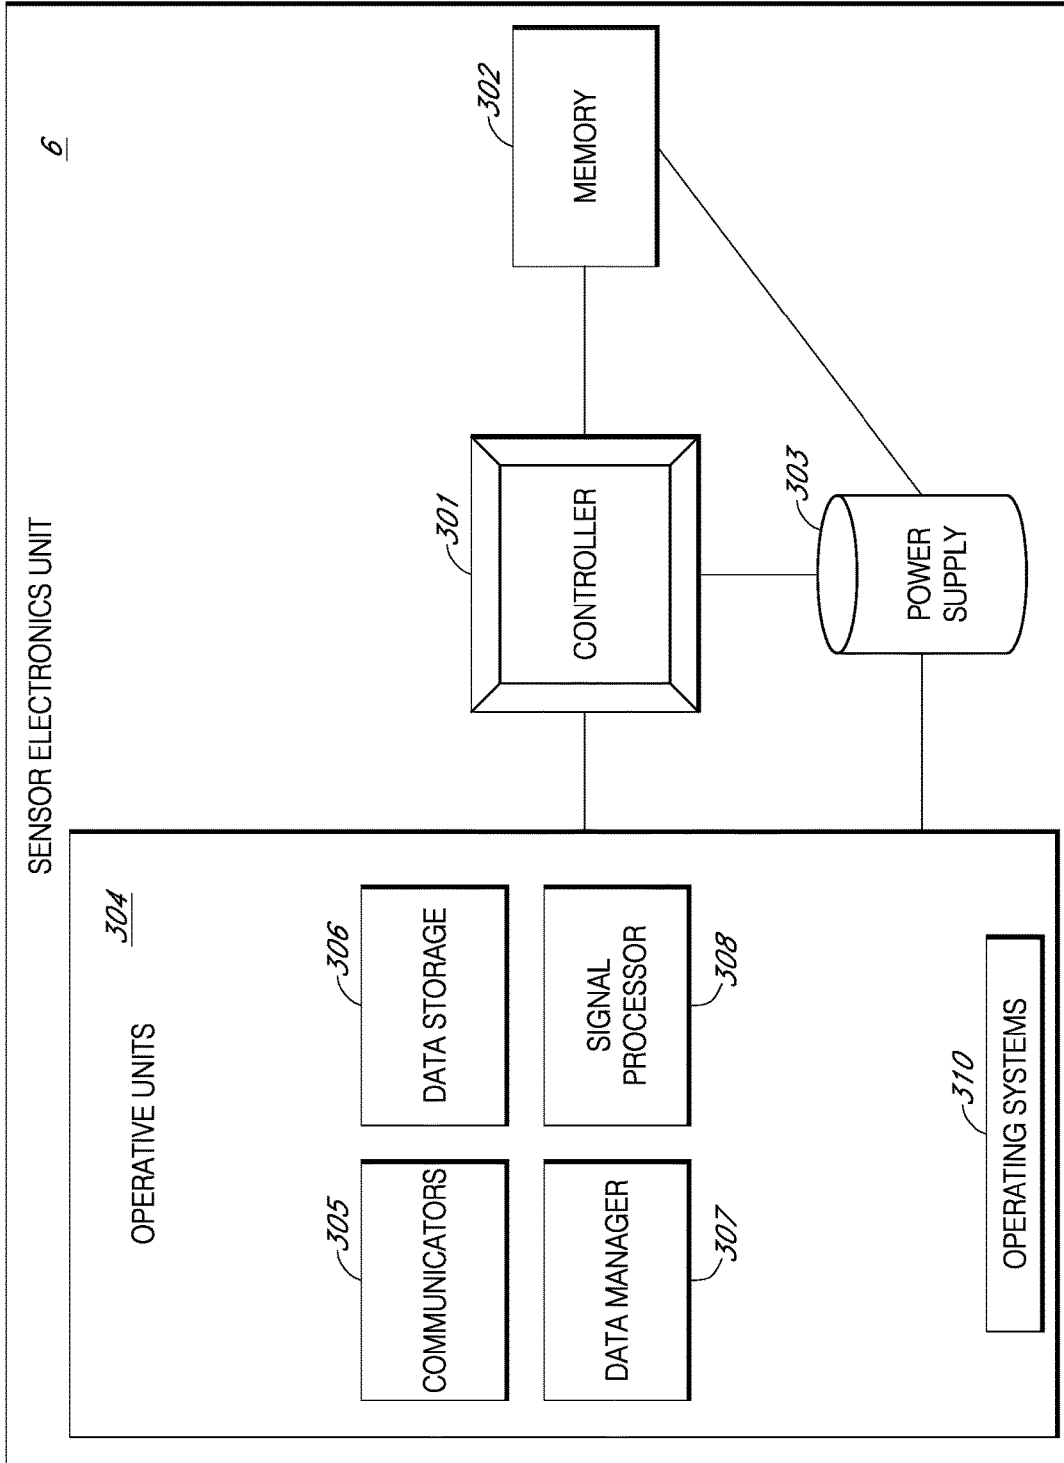 SENSOR ELECTRONICS UNIT
6
OPERATIVE UNITS
304
305
COMMUNICATORS
306
DATA STORAGE
307
DATA MANAGER
308
SIGNAL
PROCESSOR
310
OPERATING SYSTEMS
301
CONTROLLER
302
MEMORY
303
POWER
SUPPLY